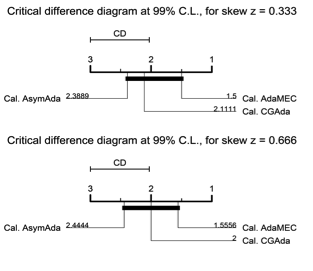 Critical difference diagram at 99% C.L., for skew z = 0.333
CD
3 2 1
Cal. AsymAda 2.3889 1.5 Cal. AdaMEC
2.1111 Cal. CGAda
Critical difference diagram at 99% C.L., for skew z = 0.666
CD
3 2 1
Cal. AsymAda 2.4444 1.5556 Cal. AdaMEC
2 Cal. CGAda